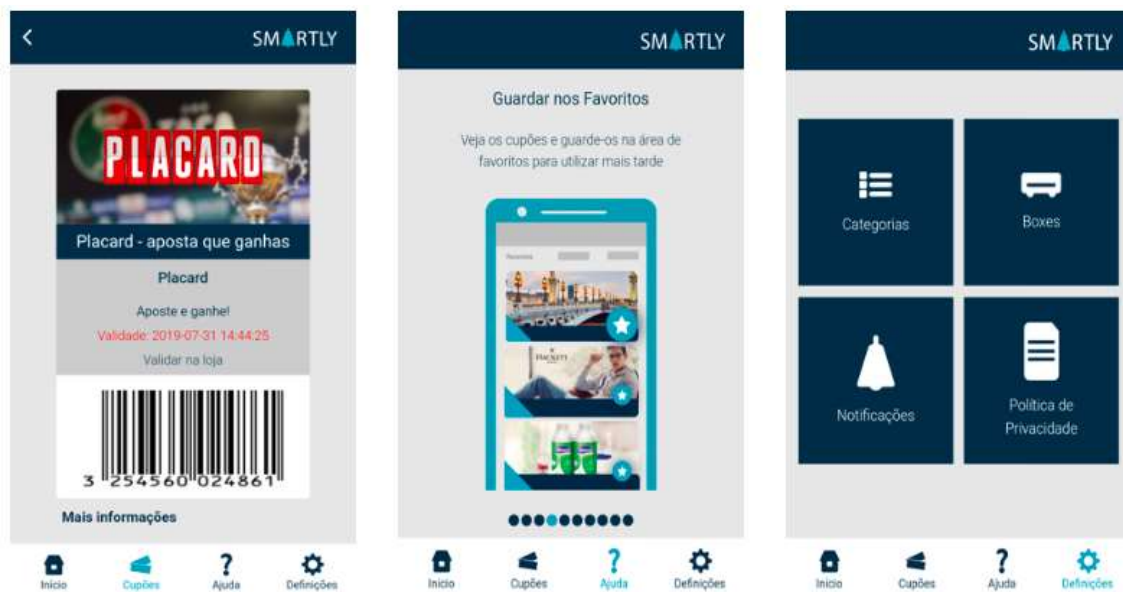 SMARTLY
PLACARD
Placard - aposta que ganhas
Placard
Aposte e ganhe!
Validade: 2019-07-31 14:44:25
Validar na loja
3 254560 024861
Mais informações
Início
Cupões
Ajuda
Definições
SMARTLY
Guardar nos Favoritos
Veja os cupões e guarde-os na área de
favoritos para utilizar mais tarde
Favoritos
HACKETT
Início
Cupões
Ajuda
Definições
SMARTLY
Categorias
Boxes
Notificações
Política de
Privacidade
Início
Cupões
Ajuda
Definições